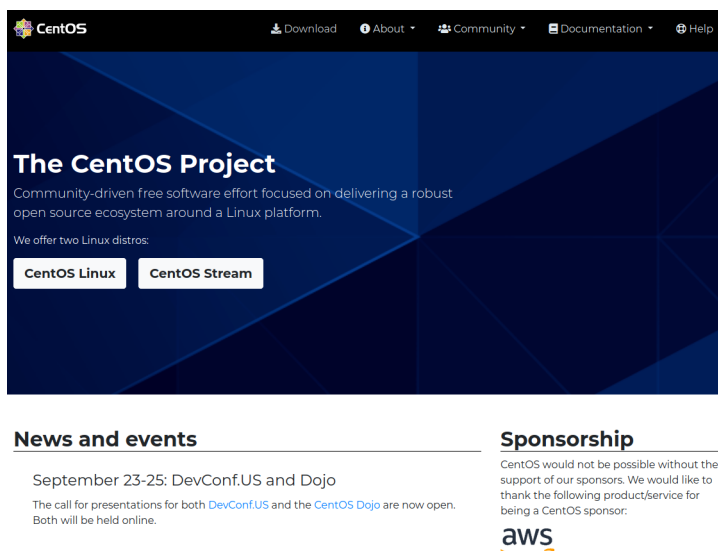 CentOS
Download
About
Community
Documentation
Help
The CentOS Project
Community-driven free software effort focused on delivering a robust
open source ecosystem around a Linux platform.
We offer two Linux distros:
CentOS Linux
CentOS Stream
News and events
September 23-25: DevConf.US and Dojo
The call for presentations for both DevConf.US and the CentOS Dojo are now open.
Both will be held online.
Sponsorship
CentOS would not be possible without the
support of our sponsors. We would like to
thank the following product/service for
being a CentOS sponsor:
aws